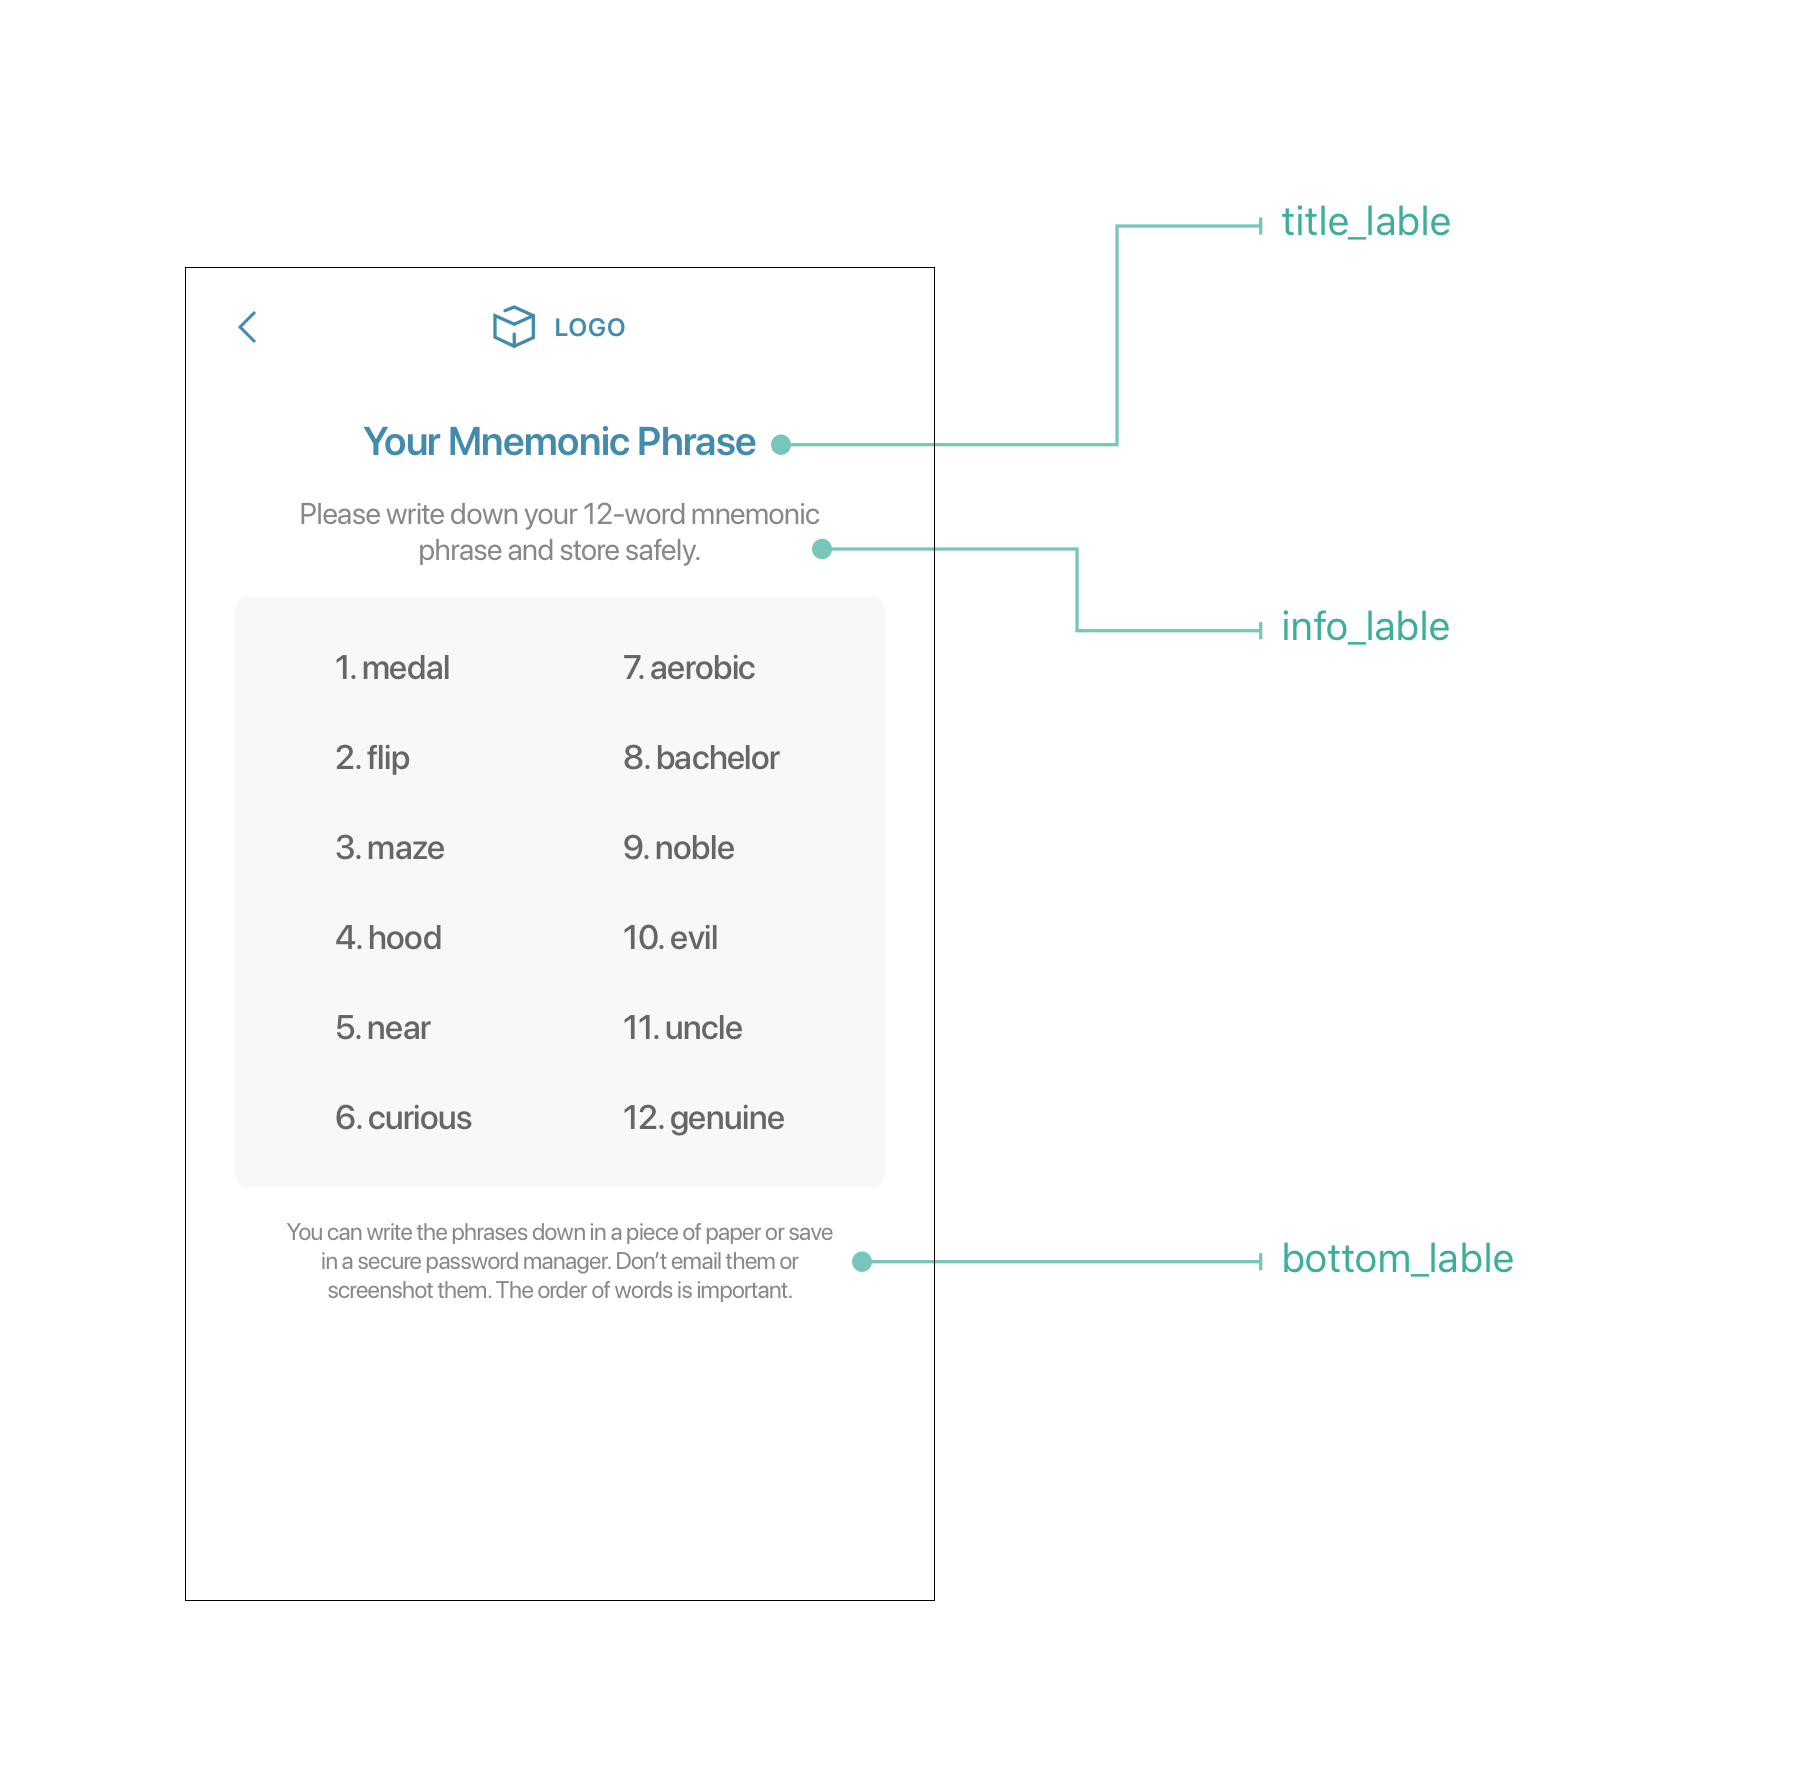 title_lable
LOGO
Your Mnemonic Phrase
Please write down your 12-word mnemonic
phrase and store safely.
info_lable
1. medal
2. flip
3. maze
4. hood
5. near
6. curious
7. aerobic
8. bachelor
9. noble
10. evil
11. uncle
12. genuine
You can write the phrases down in a piece of paper or save
in a secure password manager. Don’t email them or
screenshot them. The order of words is important.
bottom_lable